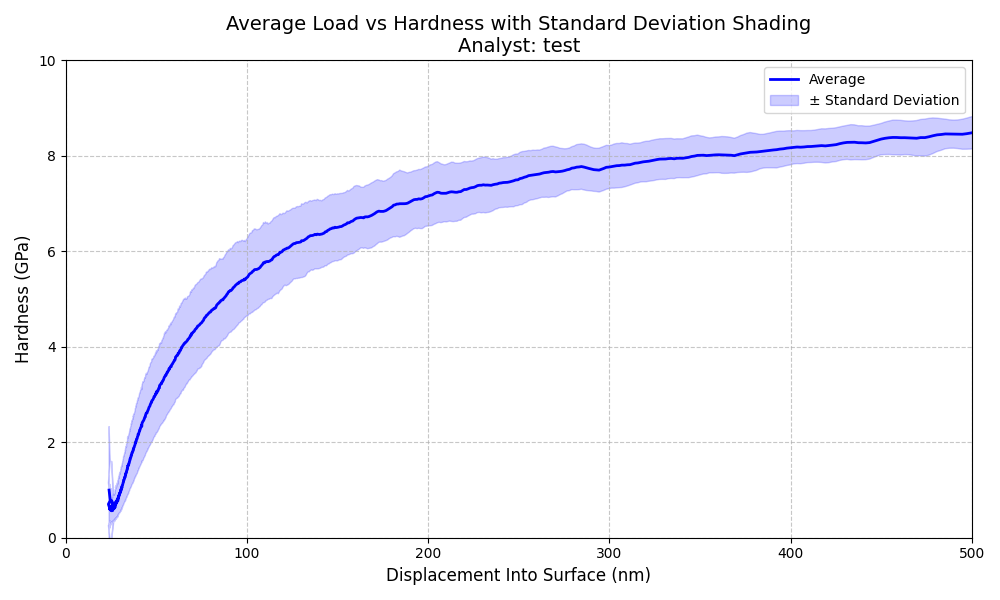 Average Load vs Hardness with Standard Deviation Shading
Analyst: test
Average
± Standard Deviation
Hardness (GPa)
10
8
6
4
2
0
0 100 200 300 400 500
Displacement Into Surface (nm)